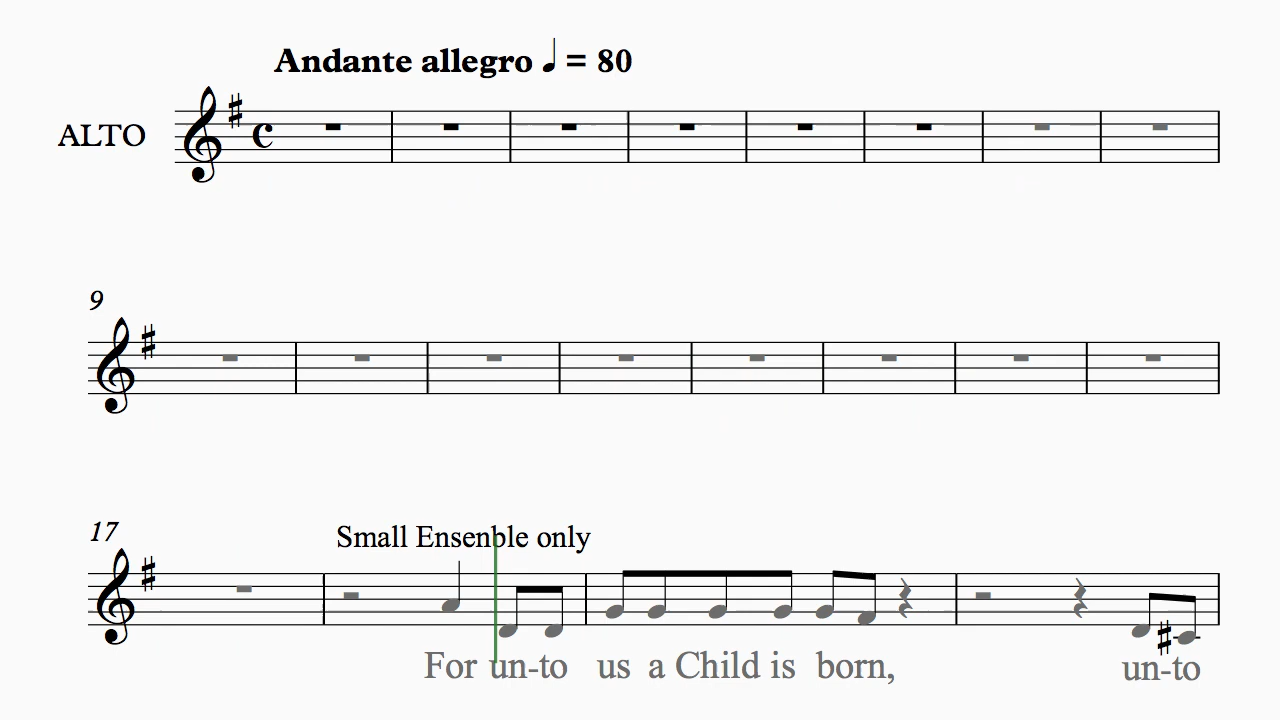 Andante allegro ♩ = 80
ALTO
9
17
Small Ensenble only
For un-to us a Child is born, un-to